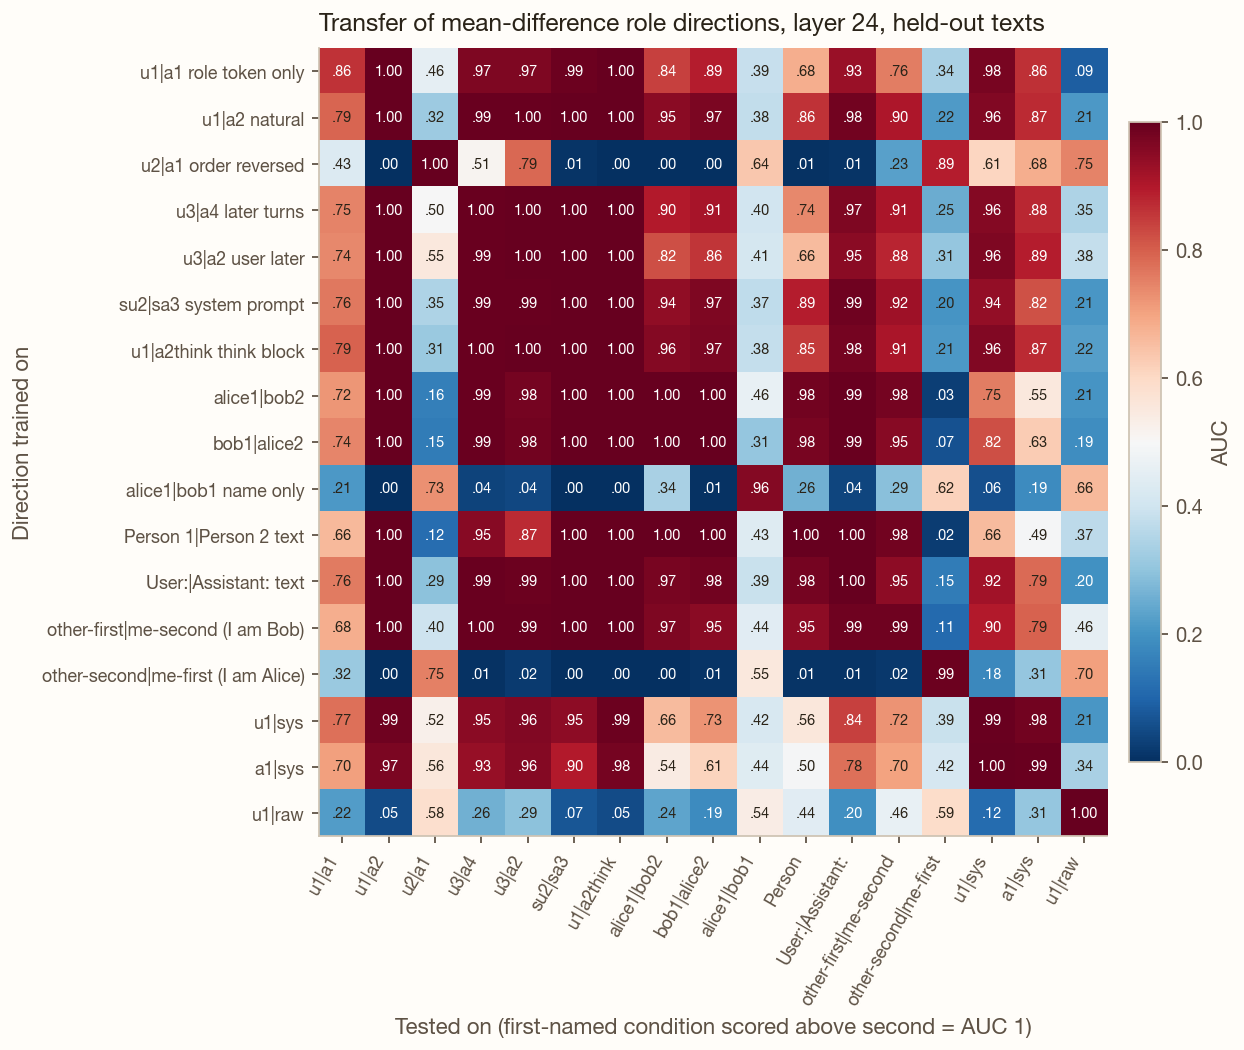 Transfer of mean-difference role directions, layer 24, held-out texts
Direction trained on
u1|a1 role token only .86 1.00 .46 .97 .97 .99 1.00 .84 .89 .39 .68 .93 .76 .34 .98 .86 .09
u1|a2 natural .79 1.00 .32 .99 1.00 1.00 1.00 .95 .97 .38 .86 .98 .90 .22 .96 .87 .21
u2|a1 order reversed .43 .00 1.00 .51 .79 .01 .00 .00 .00 .64 .01 .01 .23 .89 .61 .68 .75
u3|a4 later turns .75 1.00 .50 1.00 1.00 1.00 1.00 .90 .91 .40 .74 .97 .91 .25 .96 .88 .35
u3|a2 user later .74 1.00 .55 .99 1.00 1.00 1.00 .82 .86 .41 .66 .95 .88 .31 .96 .89 .38
su2|sa3 system prompt .76 1.00 .35 .99 .99 1.00 1.00 .94 .97 .37 .89 .99 .92 .20 .94 .82 .21
u1|a2think think block .79 1.00 .31 1.00 1.00 1.00 1.00 .96 .97 .38 .85 .98 .91 .21 .96 .87 .22
alice1|bob2 .72 1.00 .16 .99 .98 1.00 1.00 1.00 1.00 .46 .98 .99 .98 .03 .75 .55 .21
bob1|alice2 .74 1.00 .15 .99 .98 1.00 1.00 1.00 1.00 .31 .98 .99 .95 .07 .82 .63 .19
alice1|bob1 name only .21 .00 .73 .04 .04 .00 .00 .34 .01 .96 .26 .04 .29 .62 .06 .19 .66
Person 1|Person 2 text .66 1.00 .12 .95 .87 1.00 1.00 1.00 1.00 .43 1.00 1.00 .98 .02 .66 .49 .37
User:|Assistant: text .76 1.00 .29 .99 .99 1.00 1.00 .97 .98 .39 .98 1.00 .95 .15 .92 .79 .20
other-first|me-second (I am Bob) .68 1.00 .40 1.00 .99 1.00 1.00 .97 .95 .44 .95 .99 .99 .11 .90 .79 .46
other-second|me-first (I am Alice) .32 .00 .75 .01 .02 .00 .00 .00 .01 .55 .01 .01 .02 .99 .18 .31 .70
u1|sys .77 .99 .52 .95 .96 .95 .99 .66 .73 .42 .56 .84 .72 .39 .99 .98 .21
a1|sys .70 .97 .56 .93 .96 .90 .98 .54 .61 .44 .50 .78 .70 .42 1.00 .99 .34
u1|raw .22 .05 .58 .26 .29 .07 .05 .24 .19 .54 .44 .20 .46 .59 .12 .31 1.00
u1|a1 u1|a2 u2|a1 u3|a4 u3|a2 su2|sa3 u1|a2think alice1|bob2 bob1|alice2 alice1|bob1 Person User:|Assistant: other-first|me-second other-second|me-first u1|sys a1|sys u1|raw
Tested on (first-named condition scored above second = AUC 1)
1.0
0.8
0.6
0.4
0.2
0.0
AUC